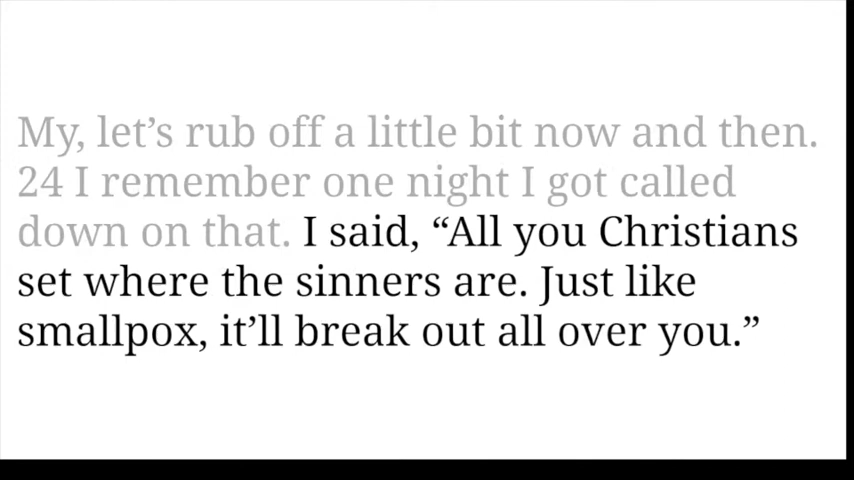 My, let’s rub off a little bit now and then.
24 I remember one night I got called
down on that. I said, “All you Christians
set where the sinners are. Just like
smallpox, it’ll break out all over you.”